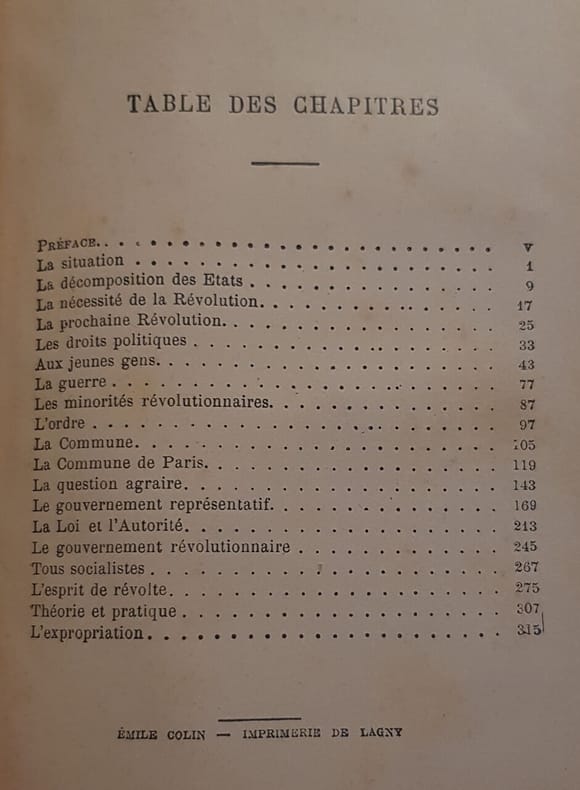 TABLE DES CHAPITRES
PRÉFACE. . . . . . . . . . . . . . . . . . . . v
La situation . . . . . . . . . . . . . . . . . . 1
La décomposition des Etats . . . . . . . . . . . . 9
La nécessité de la Révolution. . . . . . . . . . . . 17
La prochaine Révolution. . . . . . . . . . . . . . 25
Les droits politiques . . . . . . . . . . . . . . . 33
Aux jeunes gens. . . . . . . . . . . . . . . . . 43
La guerre . . . . . . . . . . . . . . . . . . . 77
Les minorités révolutionnaires. . . . . . . . . . . . 87
L'ordre . . . . . . . . . . . . . . . . . . . . 97
La Commune. . . . . . . . . . . . . . . . . . 105
La Commune de Paris. . . . . . . . . . . . . . . 119
La question agraire. . . . . . . . . . . . . . . . 143
Le gouvernement représentatif. . . . . . . . . . . . 169
La Loi et l'Autorité. . . . . . . . . . . . . . . . 213
Le gouvernement révolutionnaire . . . . . . . . . . . 245
Tous socialistes . . . . . . . . . . . . . . . . . 267
L'esprit de révolte. . . . . . . . . . . . . . . . . 275
Théorie et pratique . . . . . . . . . . . . . . . . 307
L'expropriation. . . . . . . . . . . . . . . . . . 315
ÉMILE COLIN — IMPRIMERIE DE LAGNY